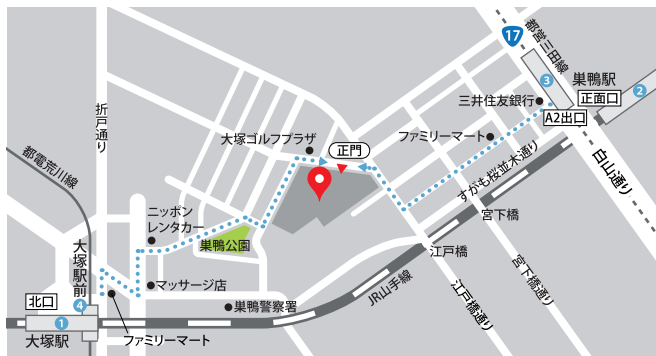 17
都営三田線
巣鴨駅
3
正面口
2
三井住友銀行
A2出口
折戸通り
大塚ゴルフプラザ
正門
ファミリーマート
すがも桜並木通り
白山通り
都電荒川線
ニッポン
レンタカー
宮下橋
巣鴨公園
江戸橋
大塚駅前
マッサージ店
宮下橋通り
JR山手線
北口
4
巣鴨警察署
江戸橋通り
1
大塚駅
ファミリーマート